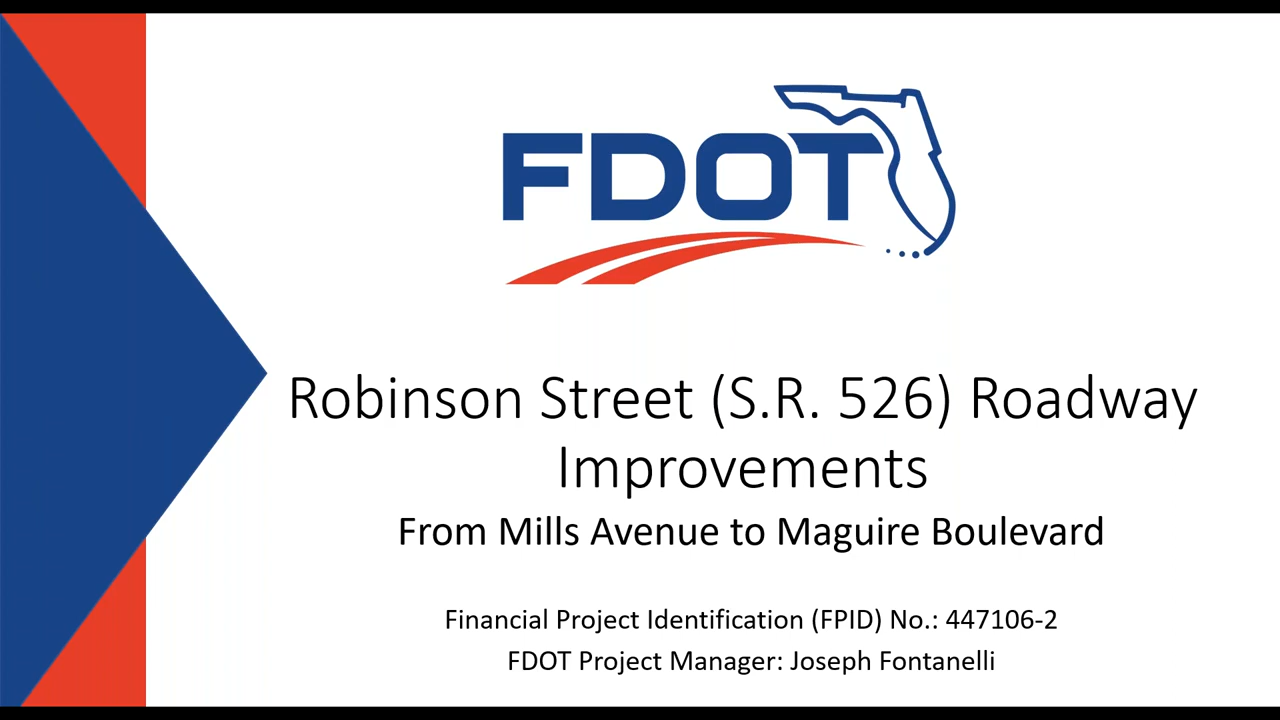 FDOT
Robinson Street (S.R. 526) Roadway
Improvements
From Mills Avenue to Maguire Boulevard
Financial Project Identification (FPID) No.: 447106-2
FDOT Project Manager: Joseph Fontanelli